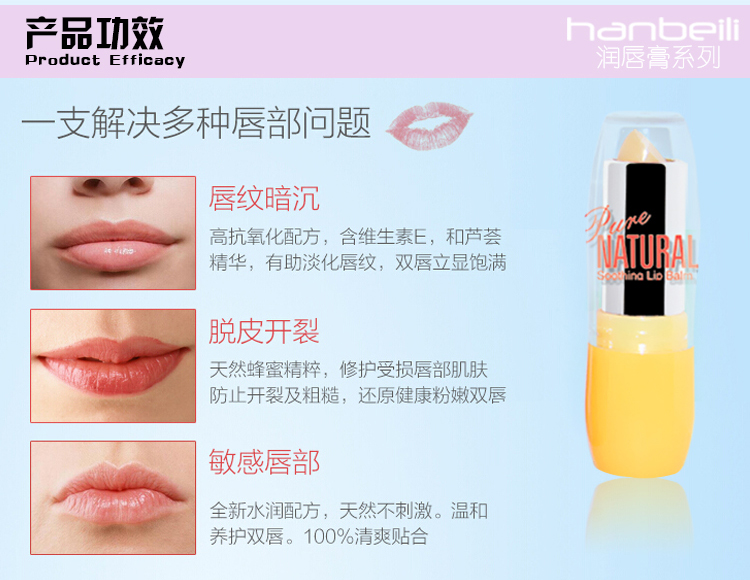 产品功效
Product Efficacy
hanbeili
润唇膏系列
一支解决多种唇部问题
唇纹暗沉
高抗氧化配方，含维生素E，和芦荟
精华，有助淡化唇纹，双唇立显饱满
脱皮开裂
天然蜂蜜精粹，修护受损唇部肌肤
防止开裂及粗糙，还原健康粉嫩双唇
敏感唇部
全新水润配方，天然不刺激。温和
养护双唇。100%清爽贴合
Pure
NATURAL
Soothing Lip Balm